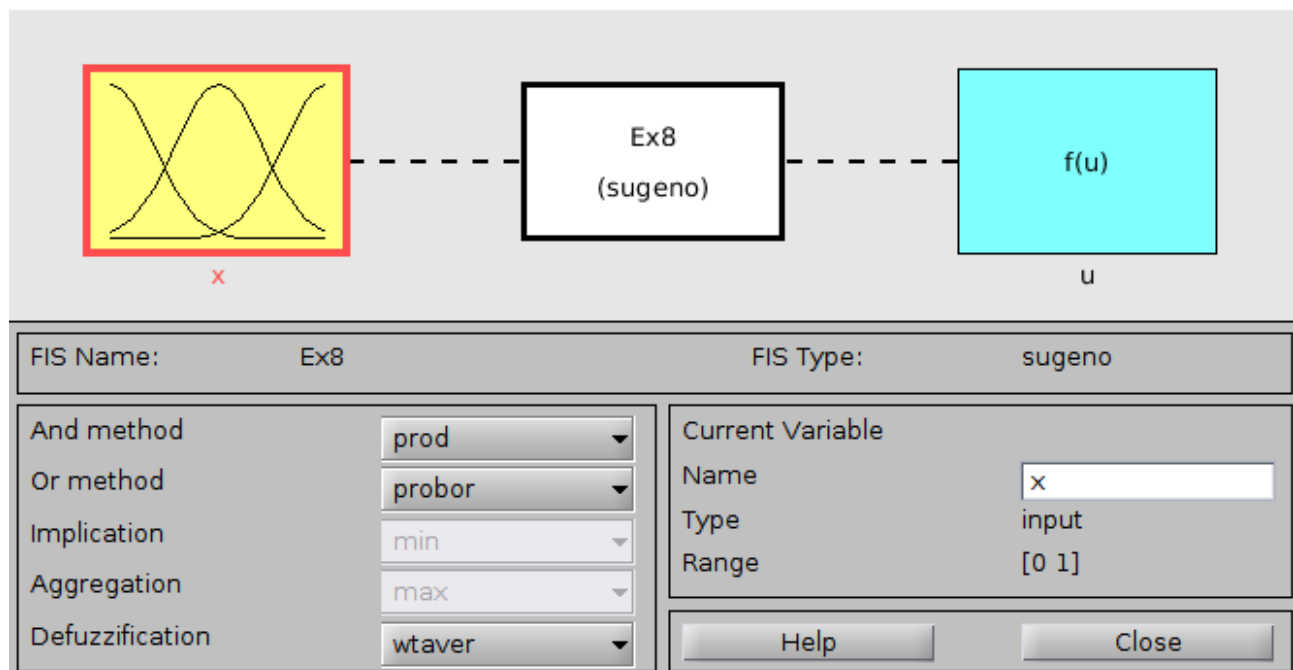 Ex8
(sugeno)
f(u)
x
u
FIS Name: Ex8 FIS Type: sugeno
And method prod
Or method probor
Implication min
Aggregation max
Defuzzification wtaver
Current Variable
Name x
Type input
Range [0 1]
Help Close